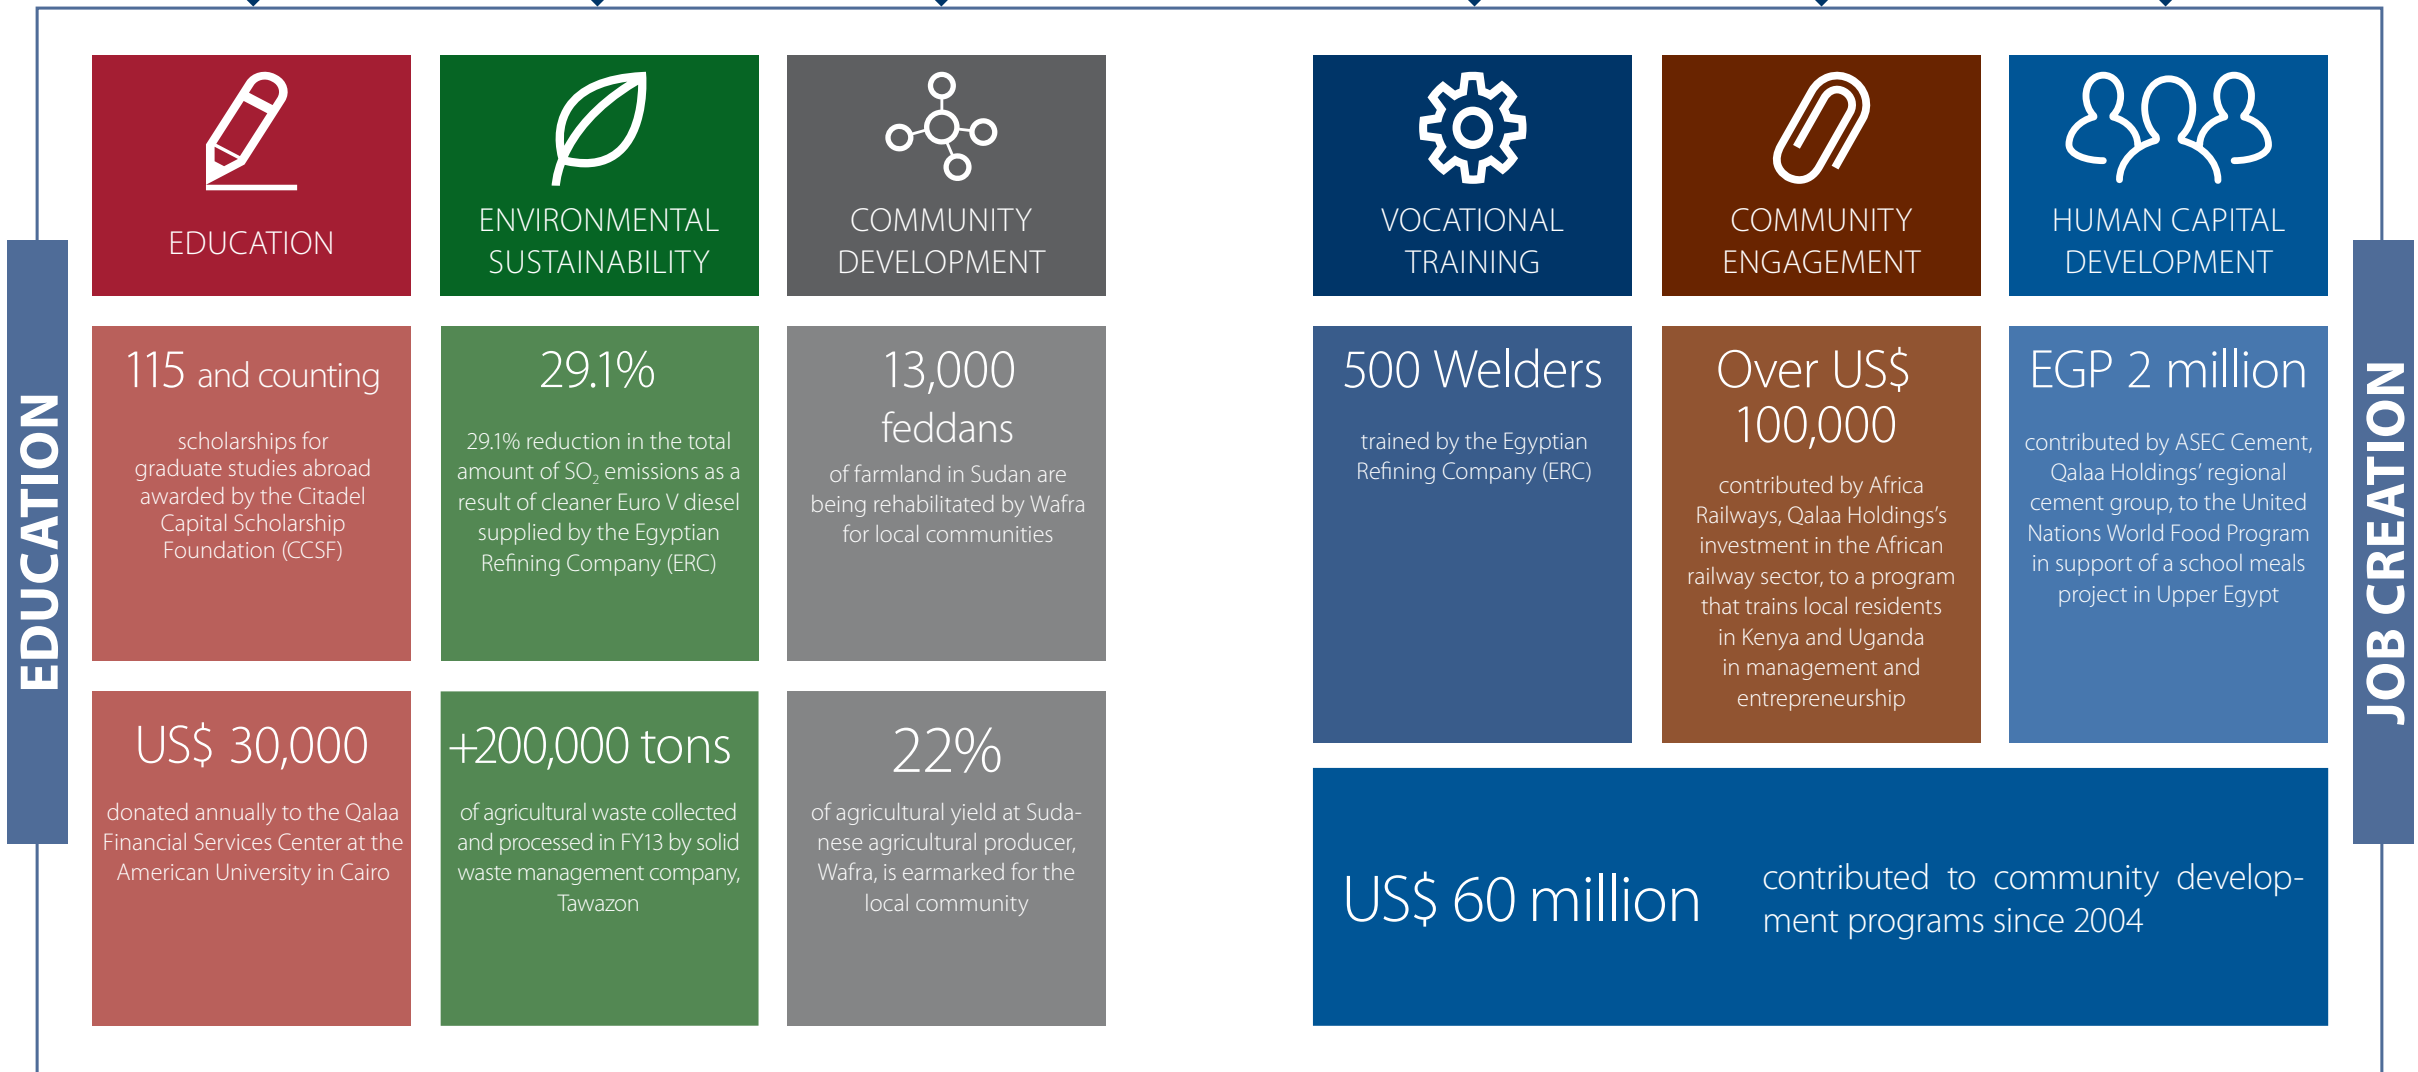 EDUCATION
EDUCATION
115 and counting
scholarships for
graduate studies abroad
awarded by the Citadel
Capital Scholarship
Foundation (CCSF)
US$ 30,000
donated annually to the Qalaa
Financial Services Center at the
American University in Cairo
ENVIRONMENTAL
SUSTAINABILITY
29.1%
29.1% reduction in the total
amount of SO₂ emissions as a
result of cleaner Euro V diesel
supplied by the Egyptian
Refining Company (ERC)
+200,000 tons
of agricultural waste collected
and processed in FY13 by solid
waste management company,
Tawazon
COMMUNITY
DEVELOPMENT
13,000
feddans
of farmland in Sudan are
being rehabilitated by Wafra
for local communities
22%
of agricultural yield at Suda-
nese agricultural producer,
Wafra, is earmarked for the
local community
VOCATIONAL
TRAINING
500 Welders
trained by the Egyptian
Refining Company (ERC)
COMMUNITY
ENGAGEMENT
Over US$
100,000
contributed by Africa
Railways, Qalaa Holdings's
investment in the African
railway sector, to a program
that trains local residents
in Kenya and Uganda
in management and
entrepreneurship
HUMAN CAPITAL
DEVELOPMENT
EGP 2 million
contributed by ASEC Cement,
Qalaa Holdings' regional
cement group, to the United
Nations World Food Program
in support of a school meals
project in Upper Egypt
US$ 60 million
contributed to community develop-
ment programs since 2004
JOB CREATION